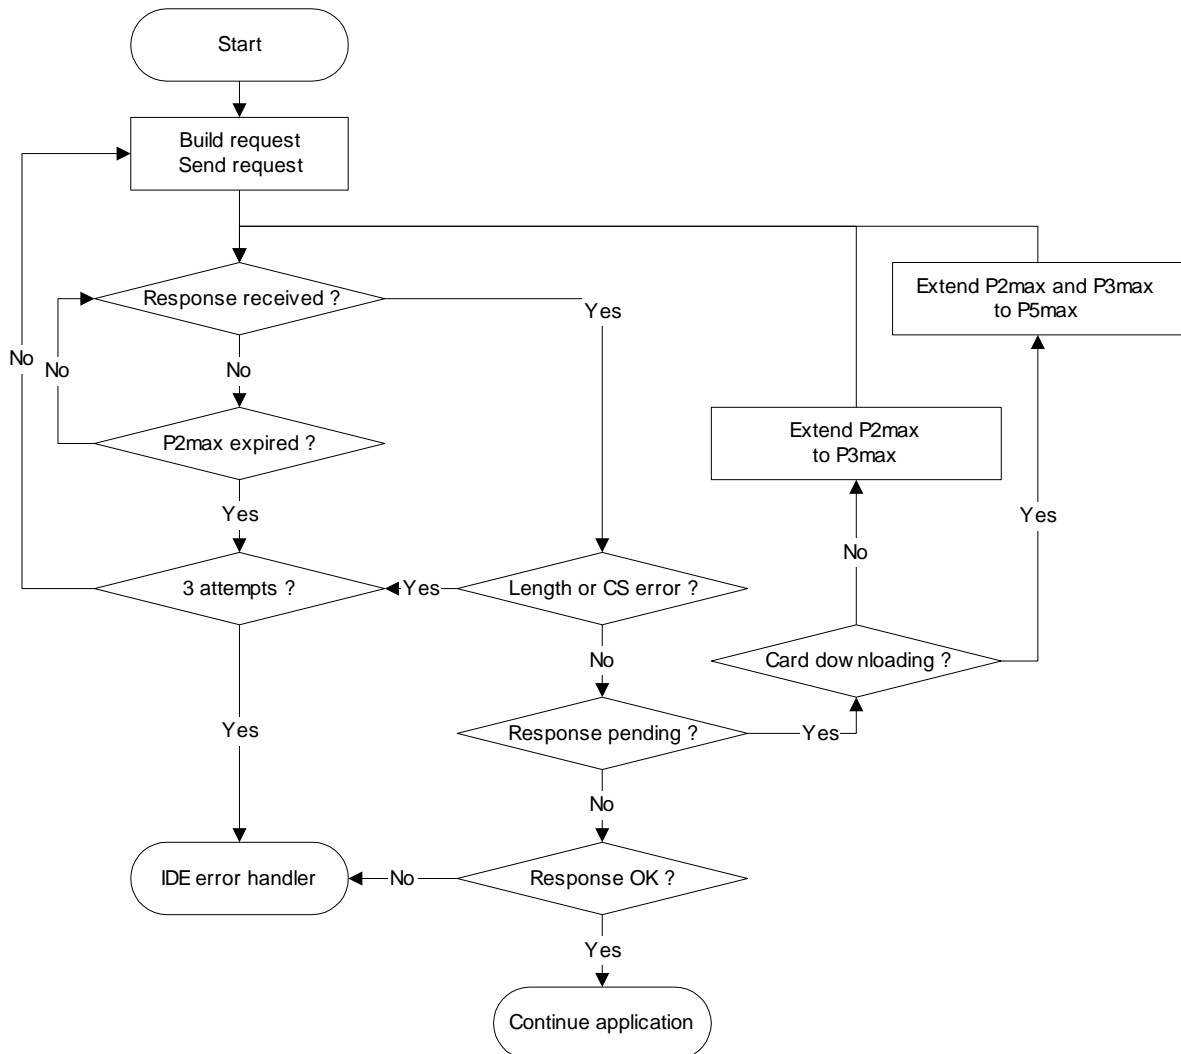 Start
Build request
Send request
Response received ?
Yes
Extend P2max and P3max
to P5max
No
No
No
P2max expired ?
Extend P2max
to P3max
Yes
Yes
No
3 attempts ?
Yes
Length or CS error ?
No
Card downloading ?
Yes
Response pending ?
Yes
No
IDE error handler
No
Response OK ?
Yes
Continue application